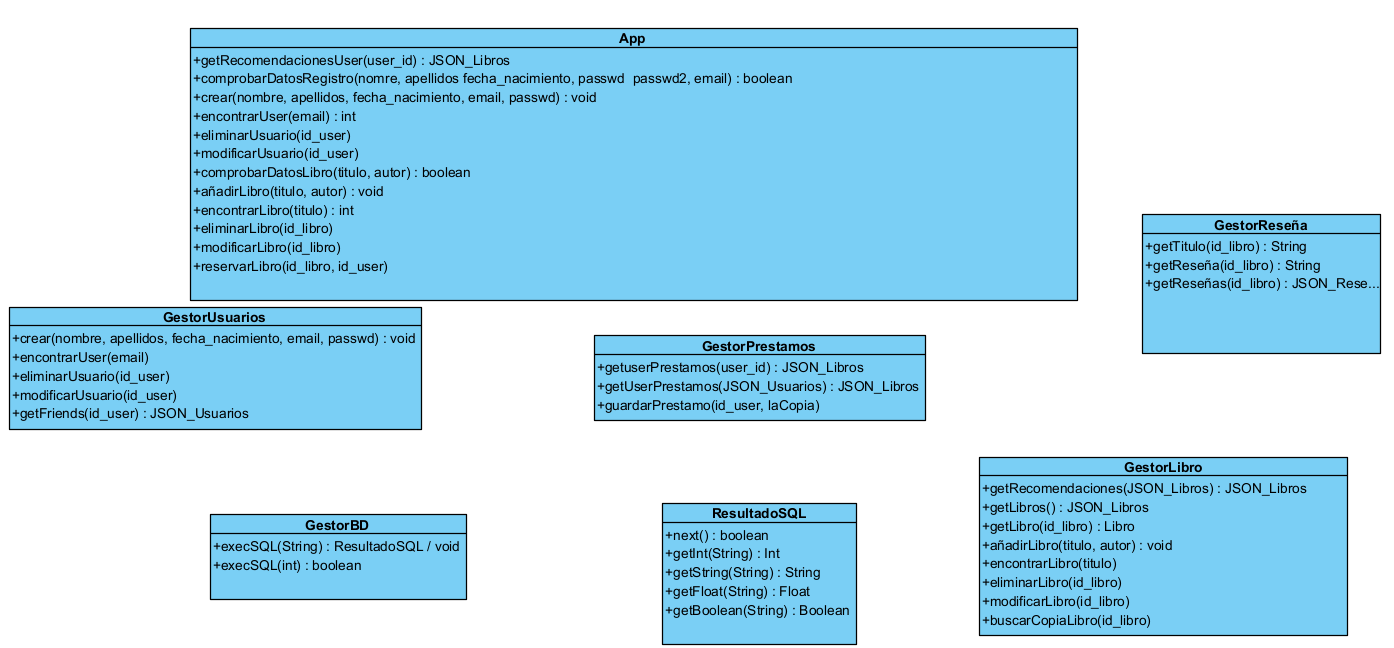 App
+getRecomendacionesUser(user_id) : JSON_Libros
+comprobarDatosRegistro(nomre, apellidos fecha_nacimiento, passwd  passwd2, email) : boolean
+crear(nombre, apellidos, fecha_nacimiento, email, passwd) : void
+encontrarUser(email) : int
+eliminarUsuario(id_user)
+modificarUsuario(id_user)
+comprobarDatosLibro(titulo, autor) : boolean
+añadirLibro(titulo, autor) : void
+encontrarLibro(titulo) : int
+eliminarLibro(id_libro)
+modificarLibro(id_libro)
+reservarLibro(id_libro, id_user)
GestorReseña
+getTitulo(id_libro) : String
+getReseña(id_libro) : String
+getReseñas(id_libro) : JSON_Rese...
GestorUsuarios
+crear(nombre, apellidos, fecha_nacimiento, email, passwd) : void
+encontrarUser(email)
+eliminarUsuario(id_user)
+modificarUsuario(id_user)
+getFriends(id_user) : JSON_Usuarios
GestorPrestamos
+getuserPrestamos(user_id) : JSON_Libros
+getUserPrestamos(JSON_Usuarios) : JSON_Libros
+guardarPrestamo(id_user, laCopia)
GestorLibro
+getRecomendaciones(JSON_Libros) : JSON_Libros
+getLibros() : JSON_Libros
+getLibro(id_libro) : Libro
+añadirLibro(titulo, autor) : void
+encontrarLibro(titulo)
+eliminarLibro(id_libro)
+modificarLibro(id_libro)
+buscarCopiaLibro(id_libro)
GestorBD
+execSQL(String) : ResultadoSQL / void
+execSQL(int) : boolean
ResultadoSQL
+next() : boolean
+getInt(String) : Int
+getString(String) : String
+getFloat(String) : Float
+getBoolean(String) : Boolean